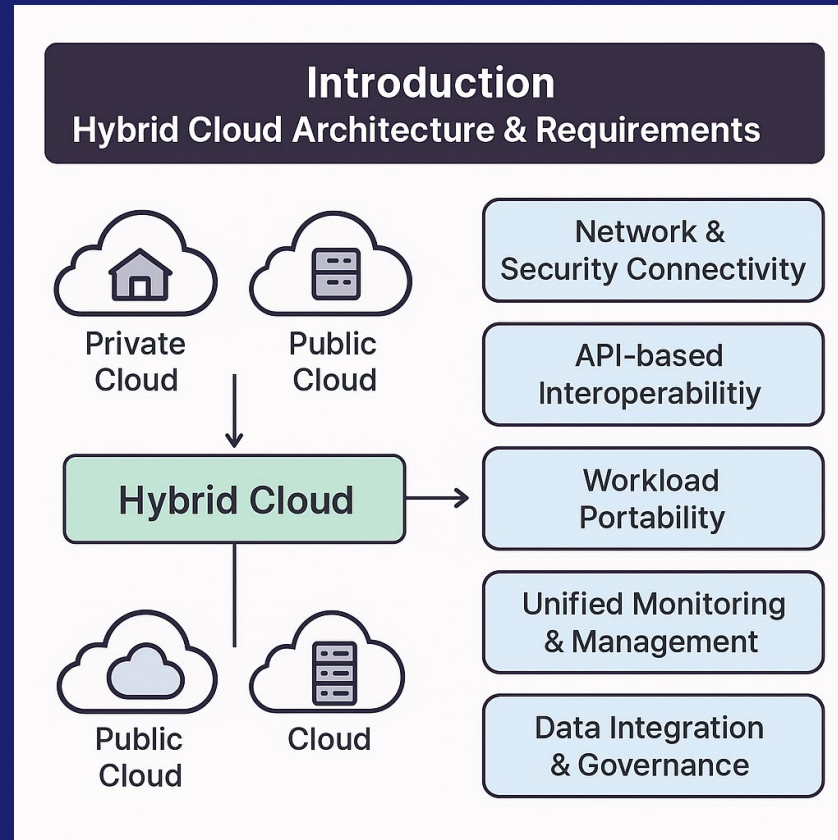 Introduction
Hybrid Cloud Architecture & Requirements
Private
Cloud
Public
Cloud
Hybrid Cloud
Public
Cloud
Cloud
Network &
Security Connectivity
API-based
Interoperabilitiy
Workload
Portability
Unified Monitoring
& Management
Data Integration
& Governance